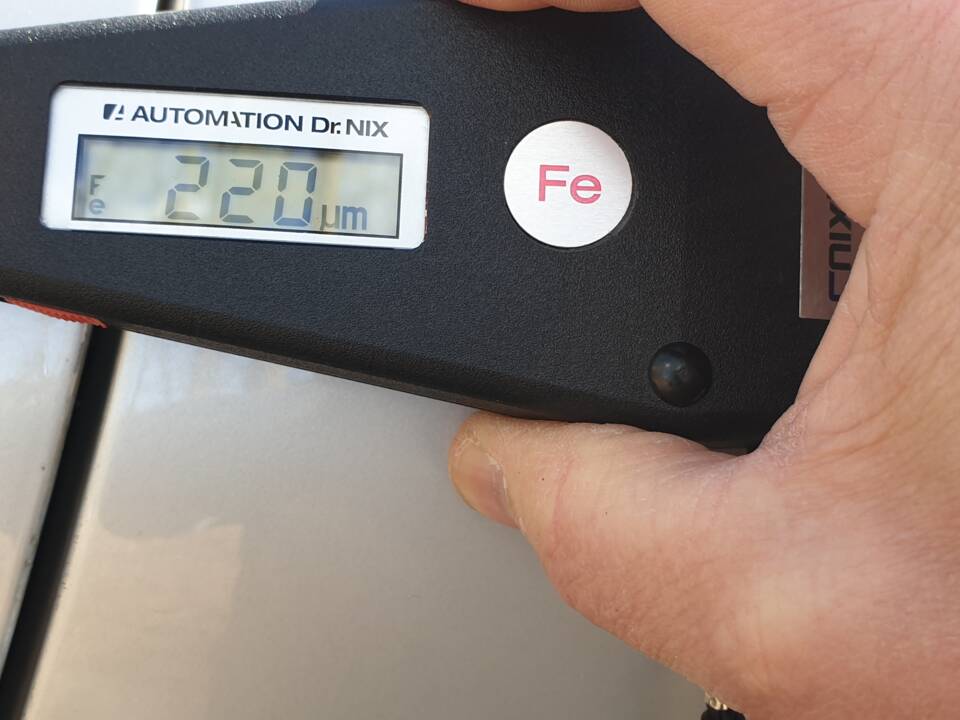 AUTOMATION Dr. NIX
Fe 220 µm
Fe